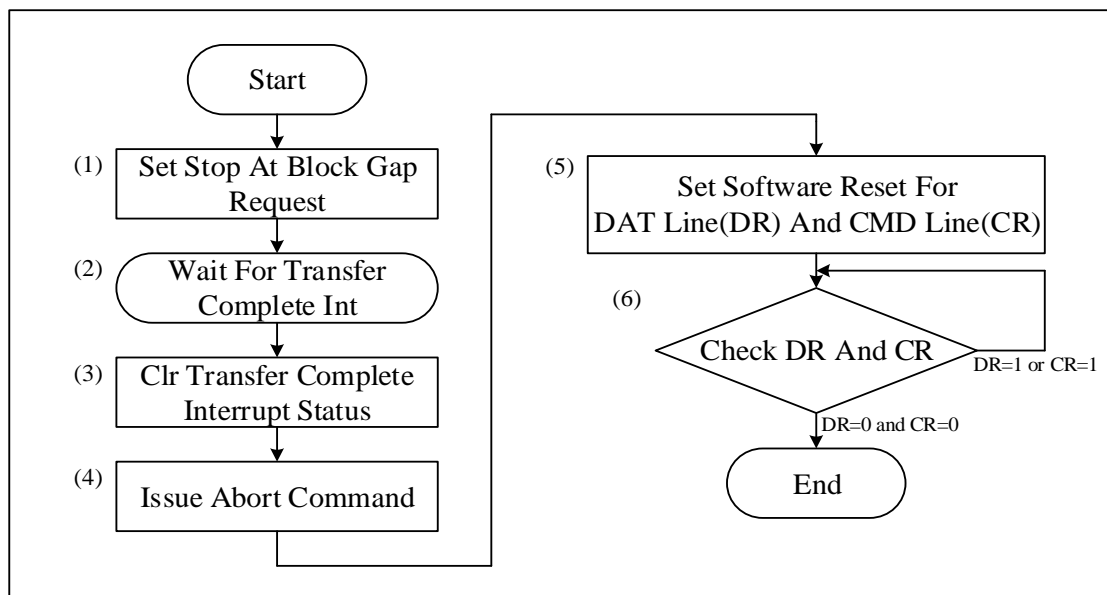 Start
(1)
Set Stop At Block Gap
Request
(2)
Wait For Transfer
Complete Int
(3)
Clr Transfer Complete
Interrupt Status
(4)
Issue Abort Command
(5)
Set Software Reset For
DAT Line(DR) And CMD Line(CR)
(6)
Check DR And CR
DR=1 or CR=1
DR=0 and CR=0
End